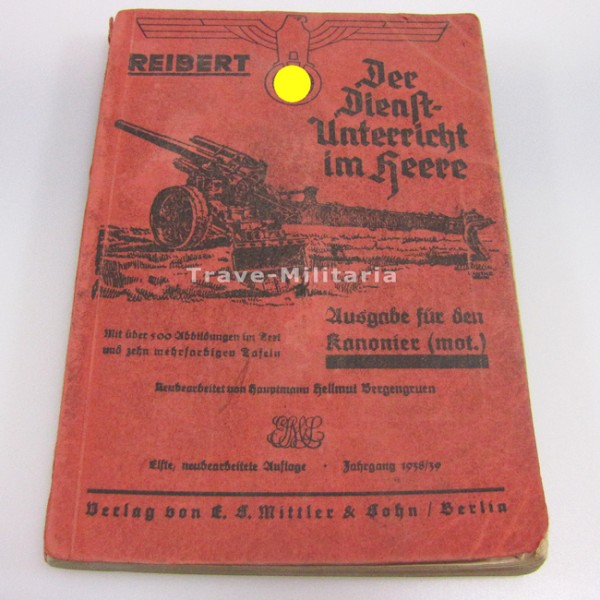 REIBERT
Der
Dienst-
Unterricht
im Heere
Trave-Militaria
Ausgabe für den
Kanonier (mot.)
Mit über 500 Abbildungen im Text
und zehn mehrfarbigen Tafeln
Neubearbeitet von Hauptmann Hellmut Bergengruen
Elfte, neubearbeitete Auflage · Jahrgang 1938/39
Verlag von E. S. Mittler & Sohn / Berlin